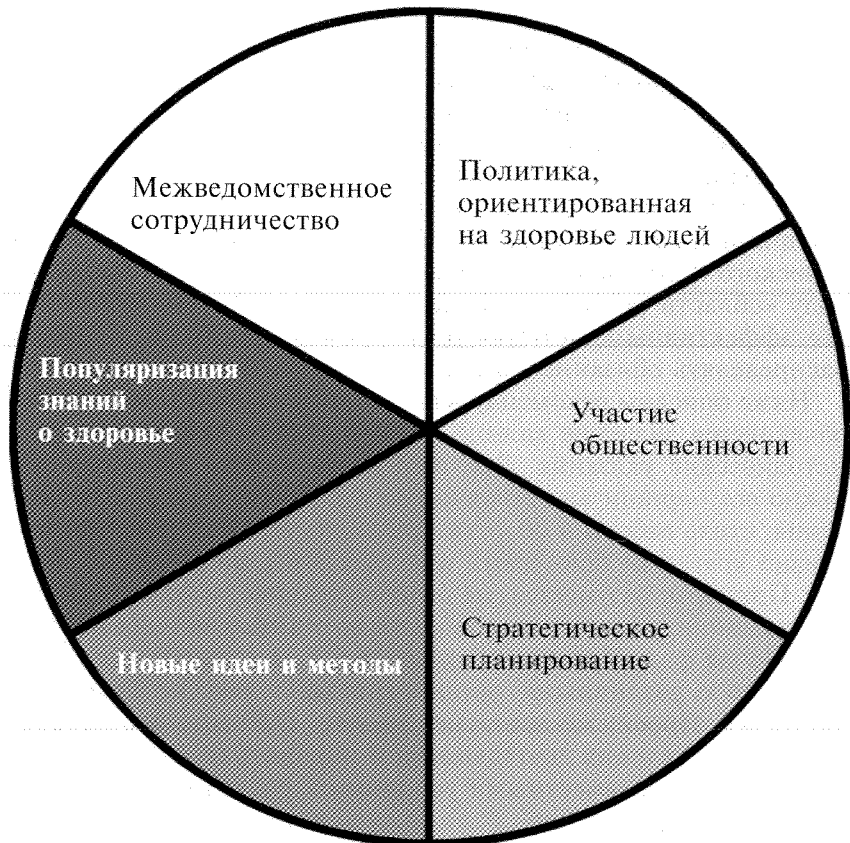 Межведомственное
сотрудничество
Политика,
ориентированная
на здоровье людей
Популяризация
знаний
о здоровье
Участие
общественности
Новые идеи и методы
Стратегическое
планирование